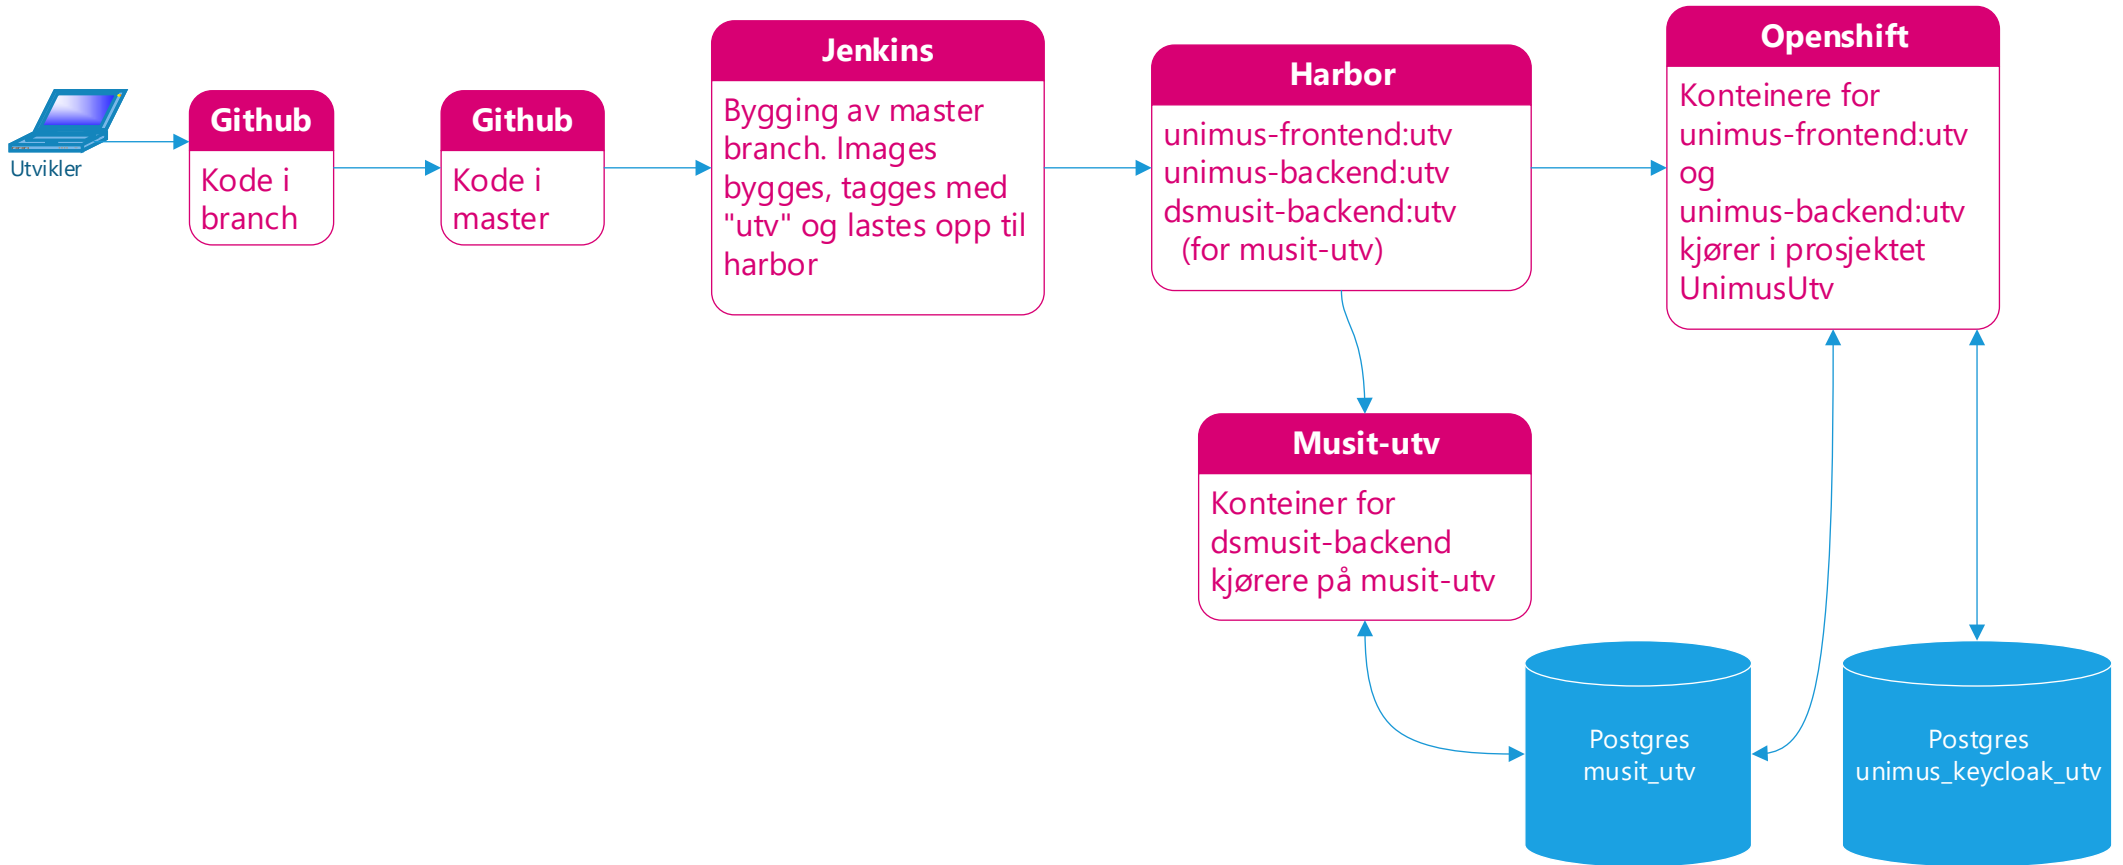 Utvikler
Github
Kode i
branch
Github
Kode i
master
Jenkins
Bygging av master
branch. Images
bygges, tagges med
"utv" og lastes opp til
harbor
Harbor
unimus-frontend:utv
unimus-backend:utv
dsmusit-backend:utv
(for musit-utv)
Openshift
Konteinere for
unimus-frontend:utv
og
unimus-backend:utv
kjører i prosjektet
UnimusUtv
Musit-utv
Konteiner for
dsmusit-backend
kjørere på musit-utv
Postgres
musit_utv
Postgres
unimus_keycloak_utv